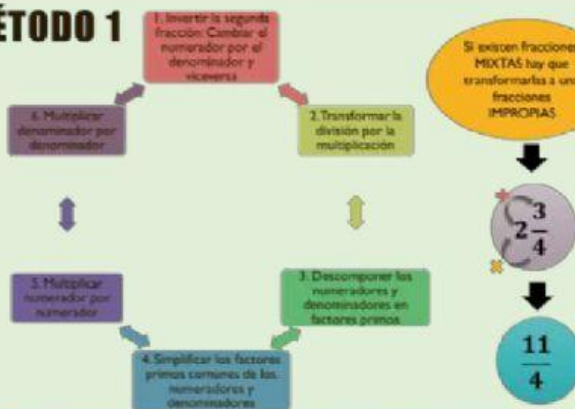 ÉTODO 1
1. Invertir la segunda
fracción: Cambiar el
numerador por el
denominador y
viceversa
2. Transformar la
división por la
multiplicación
3. Descomponer los
numeradores y
denominadores en
factores primos
4. Simplificar los factores
primos comunes de los
numeradores y
denominadores
5. Multiplicar
numerador por
numerador
6. Multiplicar
denominador por
denominador
Si existen fracciones
MIXTAS hay que
transformarlas a una
fracciones
IMPROPIAS
+
2 3/4
×
11/4